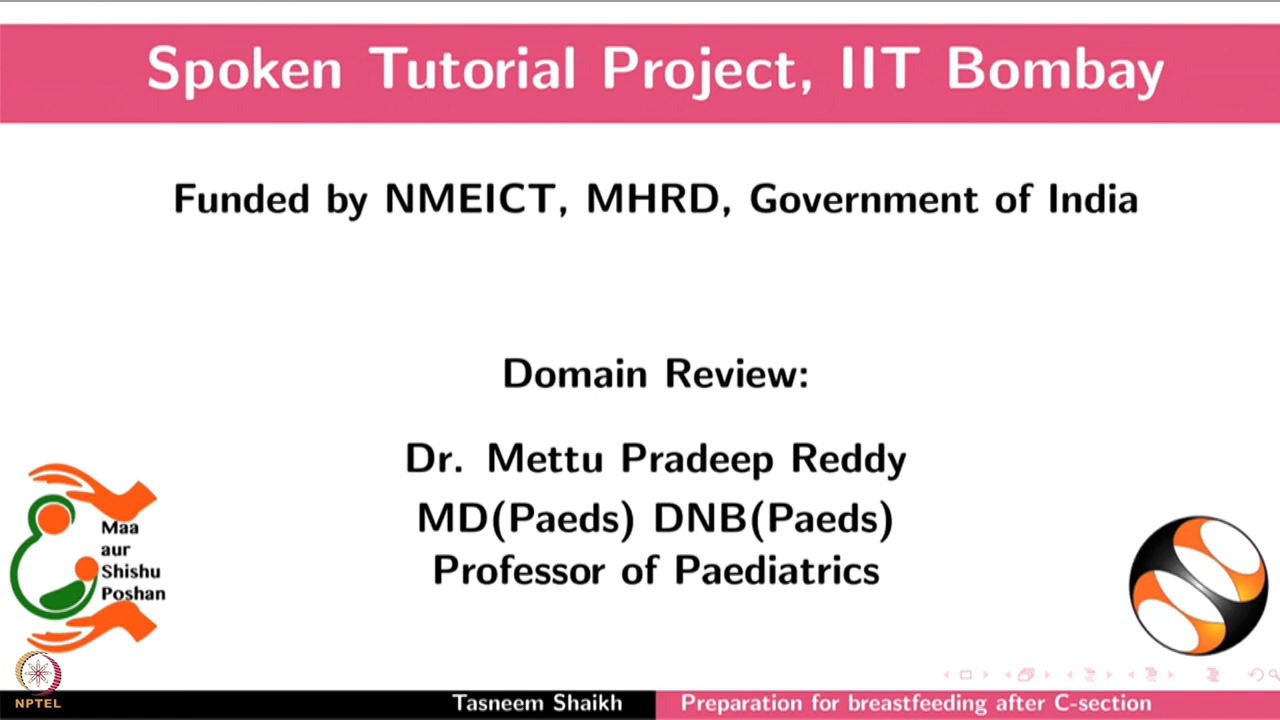 Spoken Tutorial Project, IIT Bombay
Funded by NMEICT, MHRD, Government of India
Domain Review:
Dr. Mettu Pradeep Reddy
MD(Paeds) DNB(Paeds)
Professor of Paediatrics
Maa
aur
Shishu
Poshan
NPTEL
Tasneem Shaikh
Preparation for breastfeeding after C-section